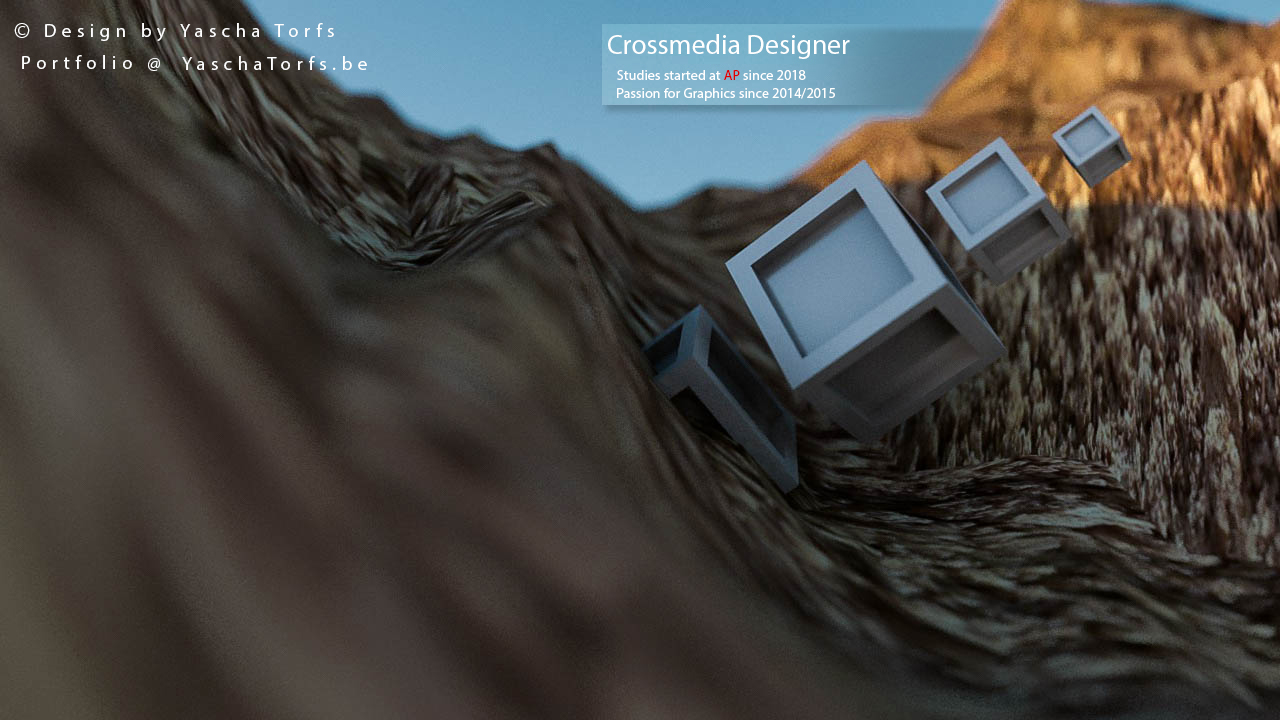 © Design by Yascha Torfs
Portfolio @ YaschaTorfs.be
Crossmedia Designer
Studies started at AP since 2018
Passion for Graphics since 2014/2015